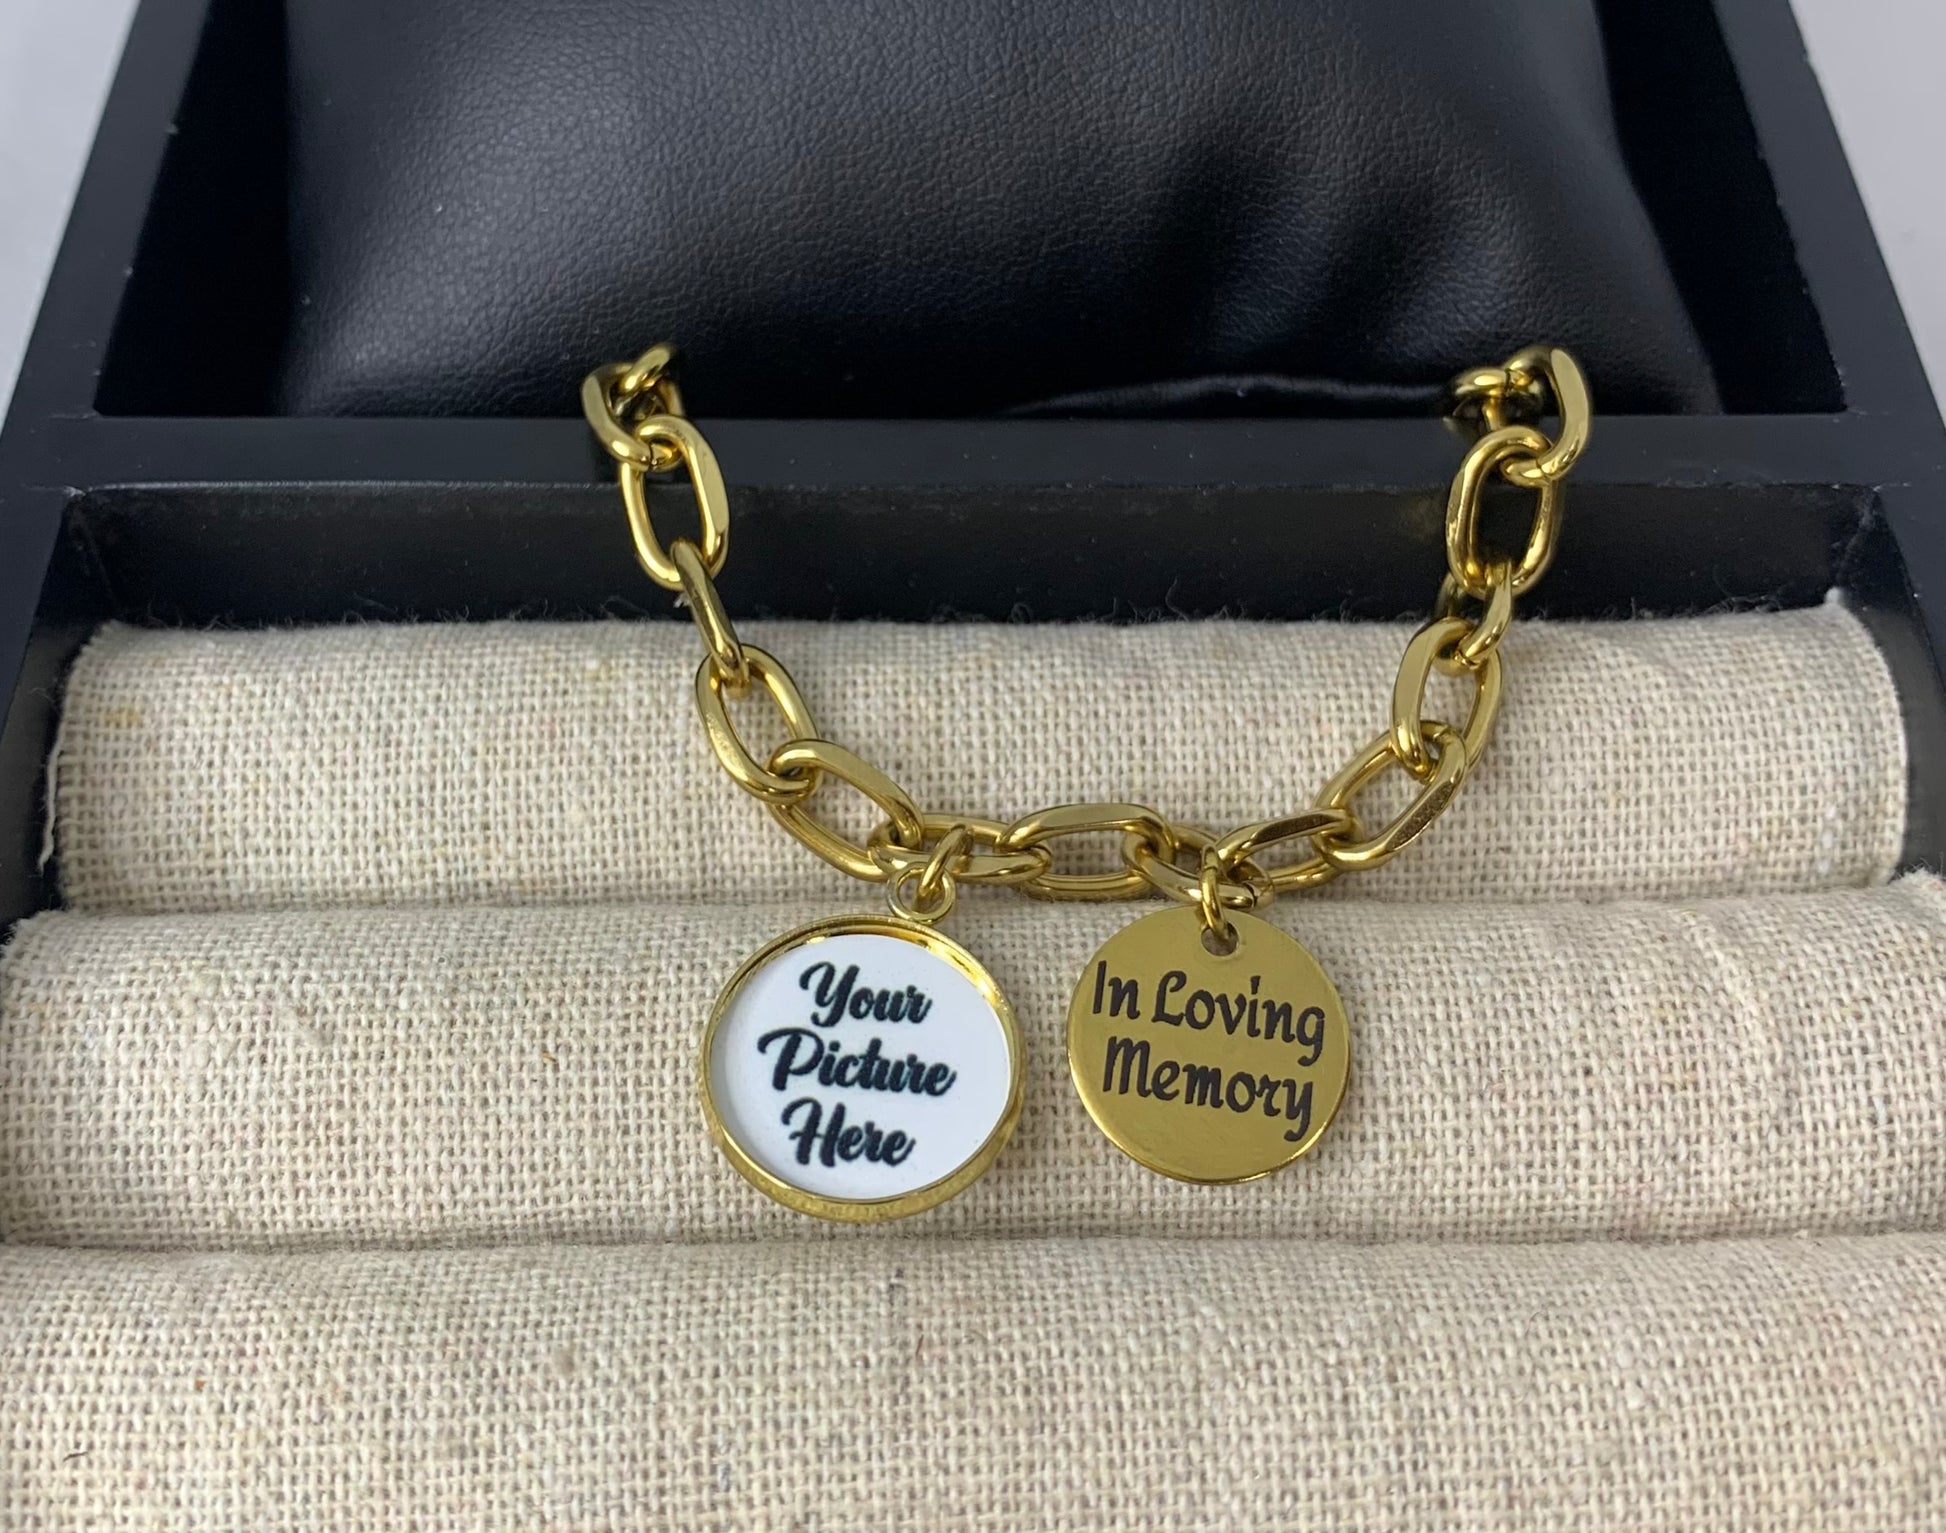 Your
Picture
Here
In Loving
Memory